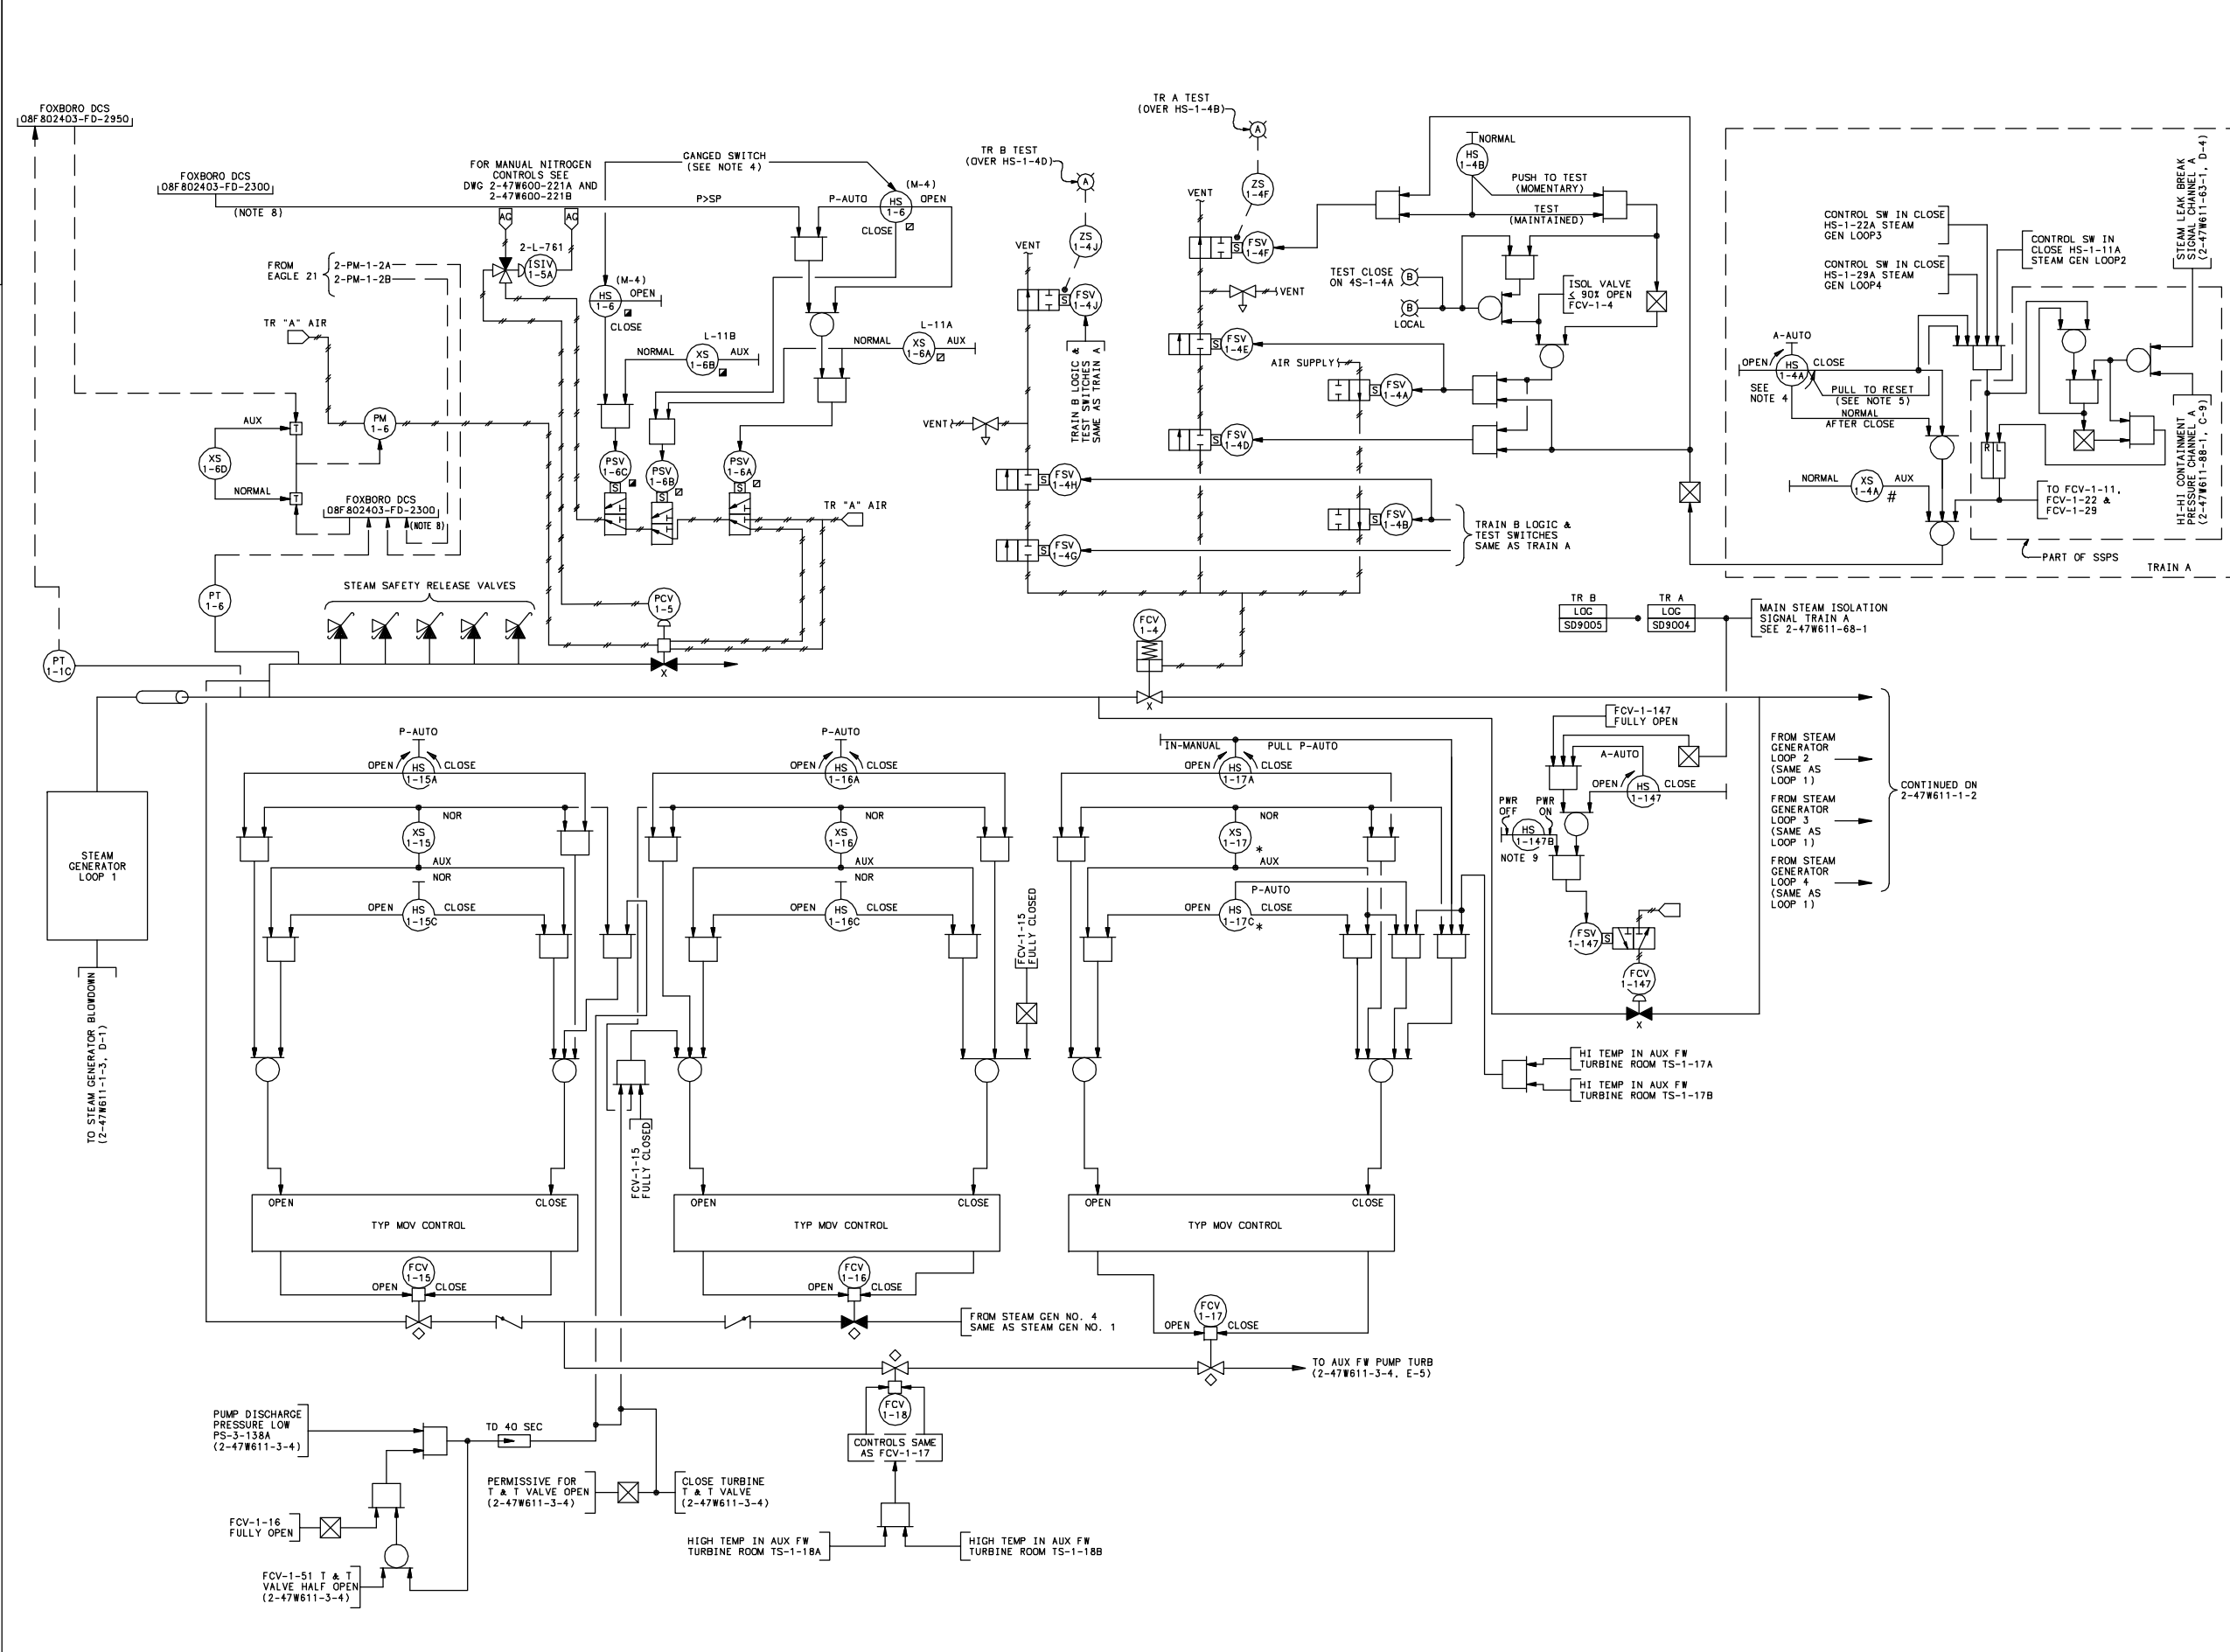 FOXBORO DCS
08F802403-FD-2950
FOXBORO DCS
08F802403-FD-2300
(NOTE 8)
FOR MANUAL NITROGEN
CONTROLS SEE
DWG 2-47W600-221A AND
2-47W600-221B
AG
AG
GANGED SWITCH
(SEE NOTE 4)
(M-4)
P>SP
P-AUTO
HS
1-6
OPEN
CLOSE
2-L-761
ISIV
1-5A
FROM
EAGLE 21
2-PM-1-2A
2-PM-1-2B
(M-4)
HS
1-6
OPEN
CLOSE
TR "A" AIR
L-11B
NORMAL
XS
1-6B
AUX
L-11A
NORMAL
XS
1-6A
AUX
AUX
T
PM
1-6
XS
1-6D
NORMAL
T
FOXBORO DCS
08F802403-FD-2300
(NOTE 8)
PSV
1-6C
S
PSV
1-6B
S
PSV
1-6A
S
TR "A" AIR
PT
1-6
STEAM SAFETY RELEASE VALVES
PCV
1-5
X
PT
1-1C
TR A TEST
(OVER HS-1-4B)
A
TR B TEST
(OVER HS-1-4D)
A
ZS
1-4F
VENT
S
FSV
1-4F
ZS
1-4J
VENT
S
FSV
1-4J
VENT
TRAIN B LOGIC &
TEST SWITCHES
SAME AS TRAIN A
VENT
NORMAL
HS
1-4B
PUSH TO TEST
(MOMENTARY)
TEST
(MAINTAINED)
TEST CLOSE
ON 4S-1-4A
B
B
LOCAL
ISOL VALVE
< 90% OPEN
FCV-1-4
S
FSV
1-4E
AIR SUPPLY
S
FSV
1-4A
S
FSV
1-4D
S
FSV
1-4H
S
FSV
1-4B
S
FSV
1-4G
TRAIN B LOGIC &
TEST SWITCHES
SAME AS TRAIN A
FCV
1-4
X
CONTROL SW IN CLOSE
HS-1-22A STEAM
GEN LOOP3
CONTROL SW IN CLOSE
HS-1-29A STEAM
GEN LOOP4
CONTROL SW IN
CLOSE HS-1-11A
STEAM GEN LOOP2
STEAM LEAK BREAK
SIGNAL CHANNEL A
(2-47W611-63-1, D-4)
A-AUTO
OPEN
HS
1-4A
CLOSE
SEE
NOTE 4
PULL TO RESET
(SEE NOTE 5)
NORMAL
AFTER CLOSE
R L
HI-HI CONTAINMENT
PRESSURE CHANNEL A
(2-47W611-88-1, C-9)
NORMAL
XS
1-4A
AUX
#
TO FCV-1-11,
FCV-1-22 &
FCV-1-29
PART OF SSPS
TRAIN A
TR B
LOG
SD9005
TR A
LOG
SD9004
MAIN STEAM ISOLATION
SIGNAL TRAIN A
SEE 2-47W611-68-1
STEAM
GENERATOR
LOOP 1
TO STEAM GENERATOR BLOWDOWN
(2-47W611-1-3, D-1)
P-AUTO
OPEN
HS
1-15A
CLOSE
NOR
XS
1-15
AUX
NOR
OPEN
HS
1-15C
CLOSE
P-AUTO
OPEN
HS
1-16A
CLOSE
NOR
XS
1-16
AUX
NOR
OPEN
HS
1-16C
CLOSE
FCV-1-15
FULLY CLOSED
IN-MANUAL
PULL P-AUTO
OPEN
HS
1-17A
CLOSE
NOR
XS
1-17
*
AUX
P-AUTO
OPEN
HS
1-17C
*
CLOSE
FCV-1-147
FULLY OPEN
A-AUTO
OPEN
HS
1-147
CLOSE
PWR
OFF
PWR
ON
HS
1-147B
NOTE 9
FSV
1-147
S
FCV
1-147
X
FROM STEAM
GENERATOR
LOOP 2
(SAME AS
LOOP 1)
FROM STEAM
GENERATOR
LOOP 3
(SAME AS
LOOP 1)
FROM STEAM
GENERATOR
LOOP 4
(SAME AS
LOOP 1)
CONTINUED ON
2-47W611-1-2
HI TEMP IN AUX FW
TURBINE ROOM TS-1-17A
HI TEMP IN AUX FW
TURBINE ROOM TS-1-17B
FCV-1-15
FULLY CLOSED
OPEN
CLOSE
TYP MOV CONTROL
OPEN
CLOSE
TYP MOV CONTROL
OPEN
CLOSE
TYP MOV CONTROL
OPEN
FCV
1-15
CLOSE
OPEN
FCV
1-16
CLOSE
OPEN
FCV
1-17
CLOSE
FROM STEAM GEN NO. 4
SAME AS STEAM GEN NO. 1
TO AUX FW PUMP TURB
(2-47W611-3-4, E-5)
FCV
1-18
CONTROLS SAME
AS FCV-1-17
PUMP DISCHARGE
PRESSURE LOW
PS-3-138A
(2-47W611-3-4)
TD 40 SEC
PERMISSIVE FOR
T & T VALVE OPEN
(2-47W611-3-4)
CLOSE TURBINE
T & T VALVE
(2-47W611-3-4)
FCV-1-16
FULLY OPEN
HIGH TEMP IN AUX FW
TURBINE ROOM TS-1-18A
HIGH TEMP IN AUX FW
TURBINE ROOM TS-1-18B
FCV-1-51 T & T
VALVE HALF OPEN
(2-47W611-3-4)